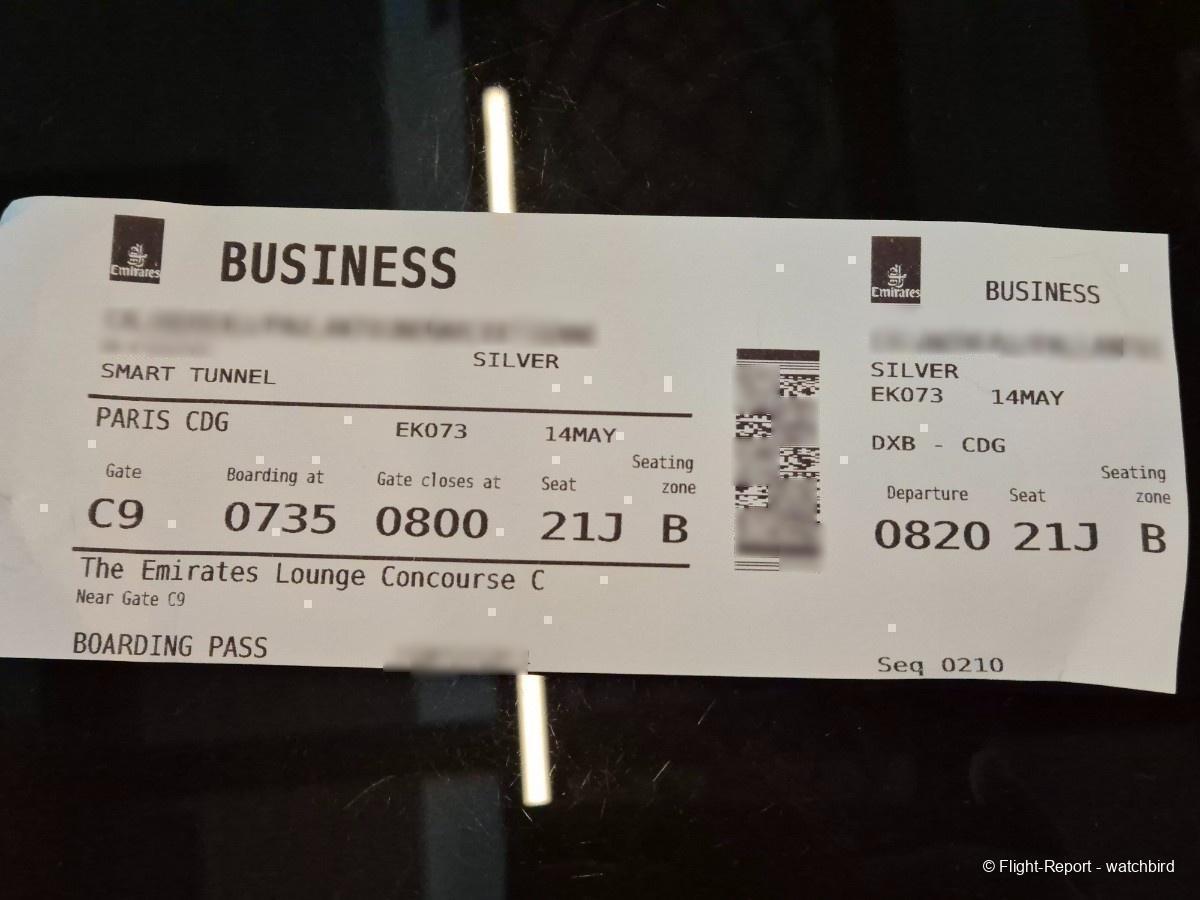 Emirates
BUSINESS
SILVER
SMART TUNNEL
PARIS CDG EK073 14MAY
Gate Boarding at Gate closes at Seat Seating zone
C9 0735 0800 21J B
The Emirates Lounge Concourse C
Near Gate C9
BOARDING PASS
Emirates
BUSINESS
SILVER
EK073 14MAY
DXB - CDG
Departure Seat Seating zone
0820 21J B
Seq 0210
© Flight-Report - watchbird